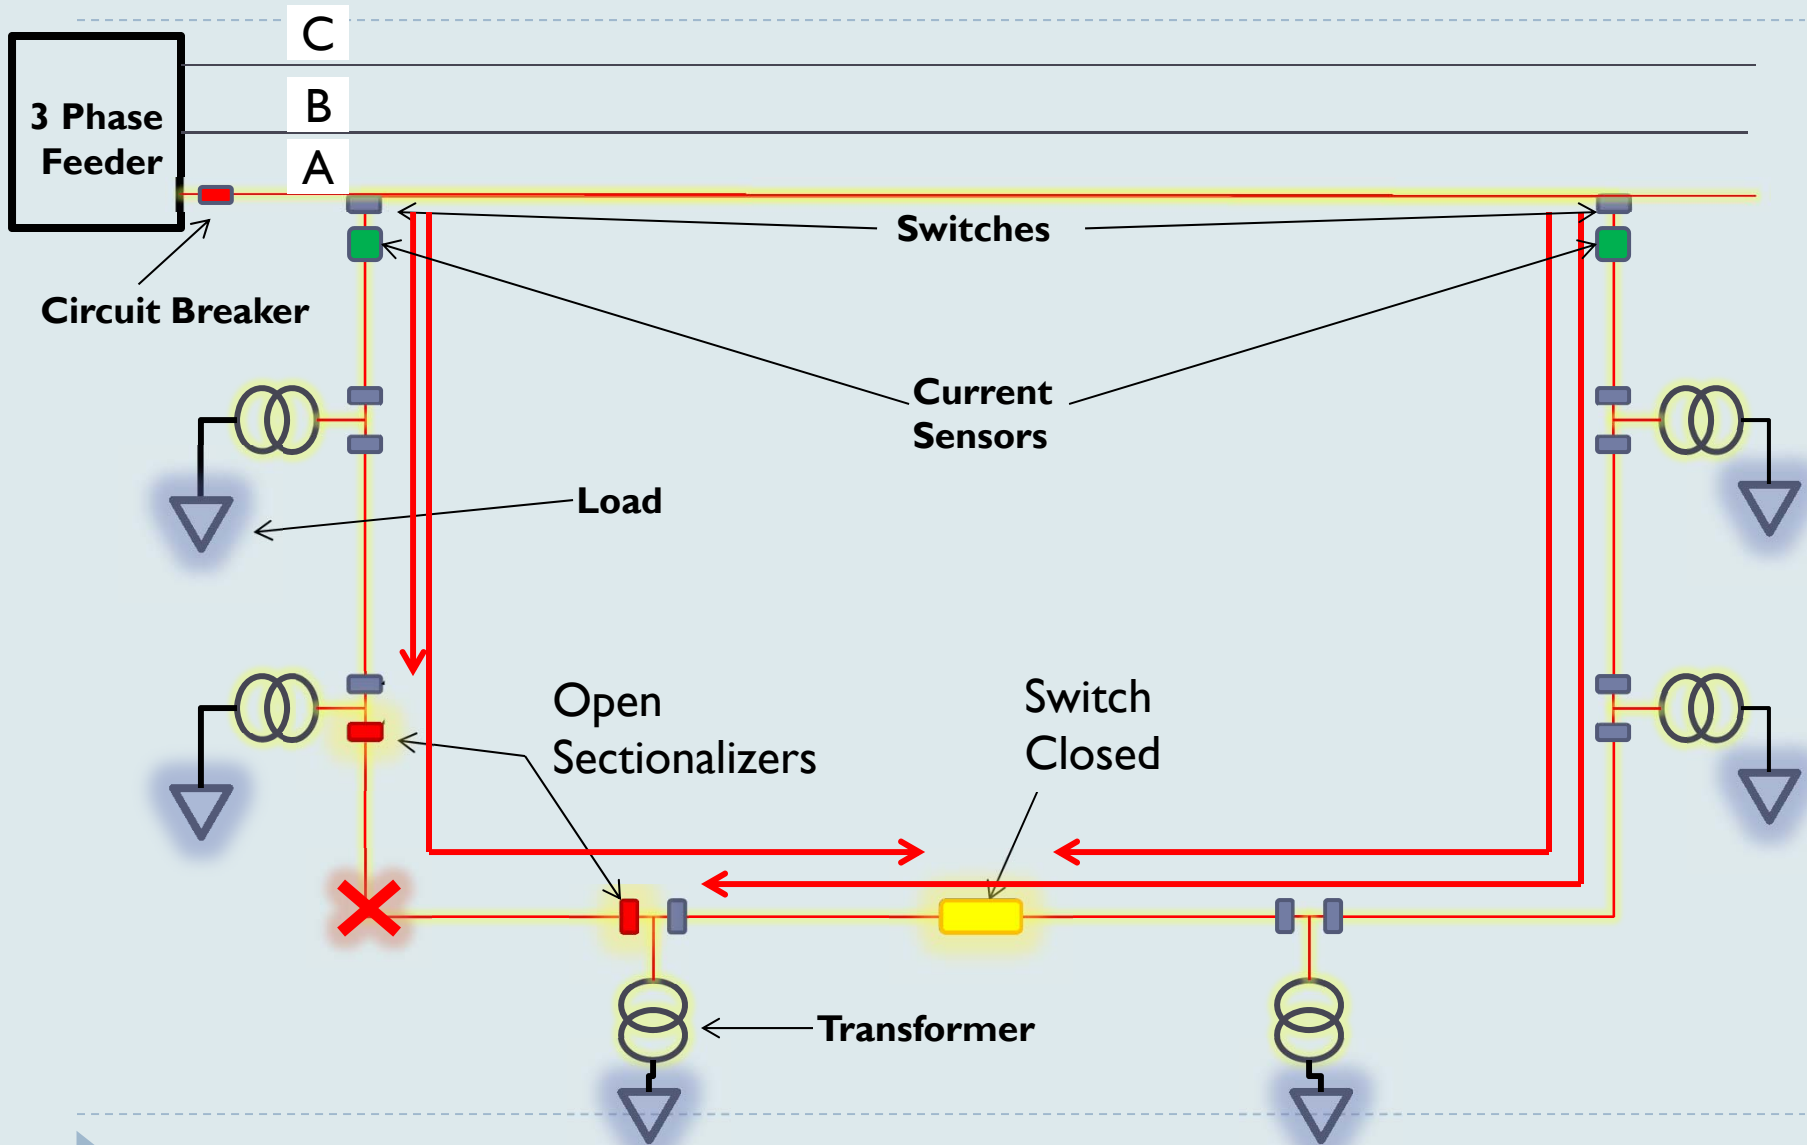 C
B
3 Phase
Feeder
A
Switches
Circuit Breaker
Current
Sensors
Load
Open
Sectionalizers
Switch
Closed
Transformer